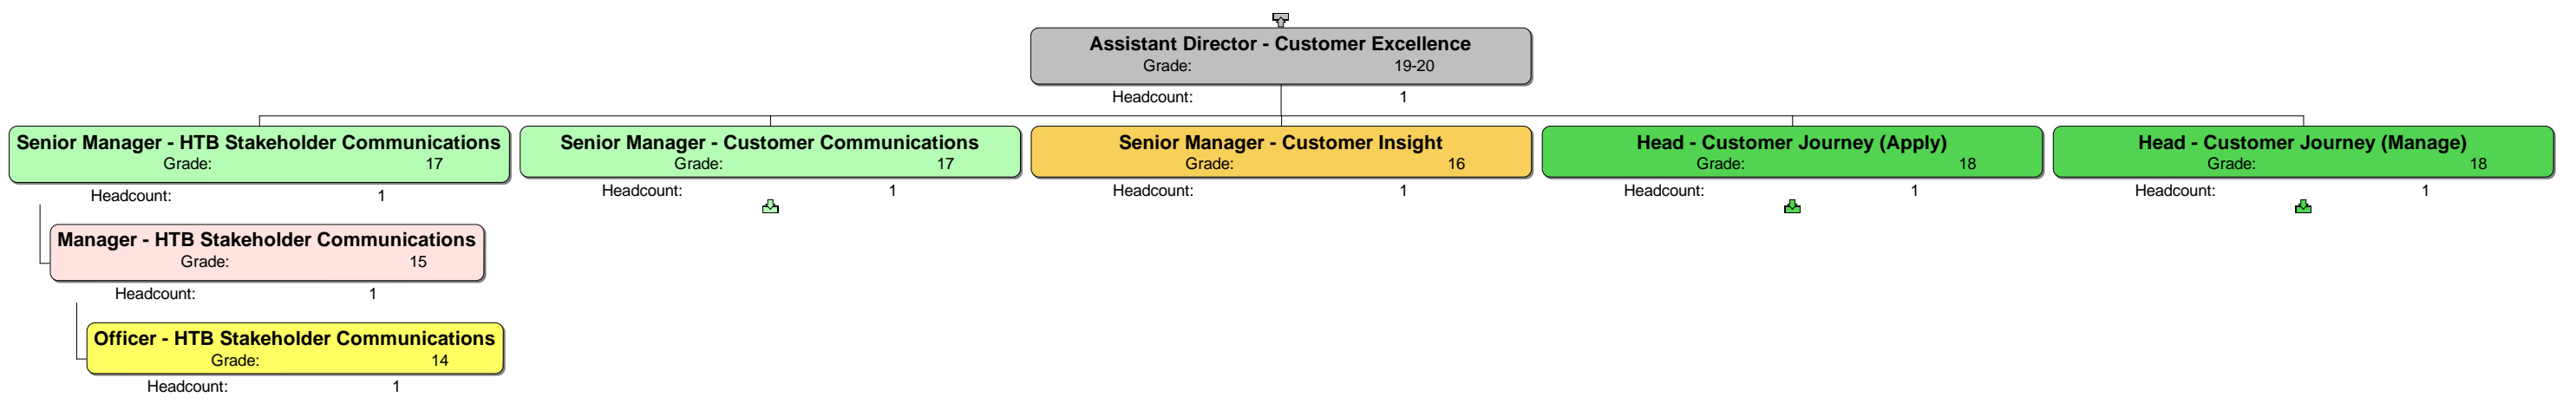 Assistant Director - Customer Excellence
Grade: 19-20
Headcount: 1
Senior Manager - HTB Stakeholder Communications
Grade: 17
Headcount: 1
Manager - HTB Stakeholder Communications
Grade: 15
Headcount: 1
Officer - HTB Stakeholder Communications
Grade: 14
Headcount: 1
Senior Manager - Customer Communications
Grade: 17
Headcount: 1
Senior Manager - Customer Insight
Grade: 16
Headcount: 1
Head - Customer Journey (Apply)
Grade: 18
Headcount: 1
Head - Customer Journey (Manage)
Grade: 18
Headcount: 1